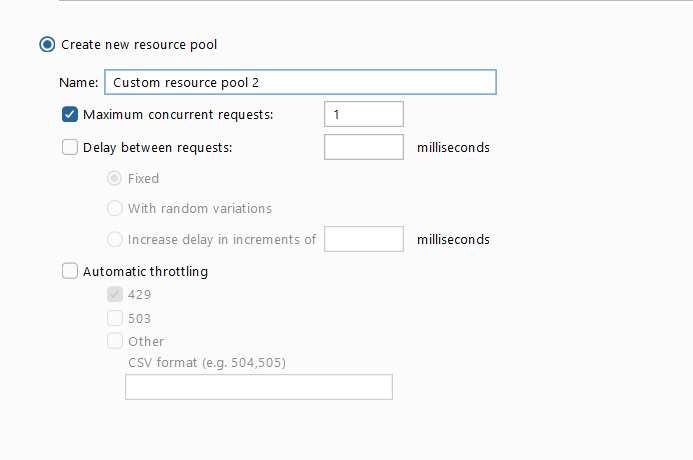 Create new resource pool
Name: Custom resource pool 2
Maximum concurrent requests: 1
Delay between requests: milliseconds
Fixed
With random variations
Increase delay in increments of milliseconds
Automatic throttling
429
503
Other
CSV format (e.g. 504,505)